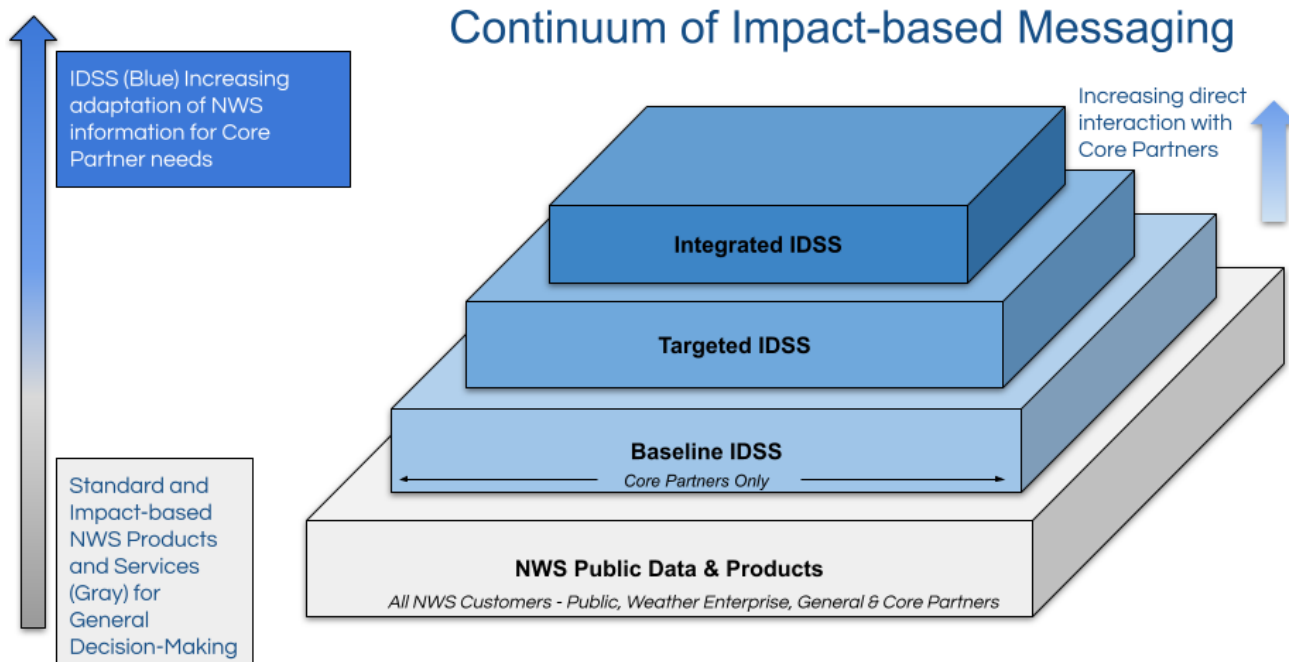 Continuum of Impact-based Messaging
IDSS (Blue) Increasing
adaptation of NWS
information for Core
Partner needs
Increasing direct
interaction with
Core Partners
Integrated IDSS
Targeted IDSS
Baseline IDSS
Core Partners Only
Standard and
Impact-based
NWS Products
and Services
(Gray) for
General
Decision-Making
NWS Public Data & Products
All NWS Customers - Public, Weather Enterprise, General & Core Partners